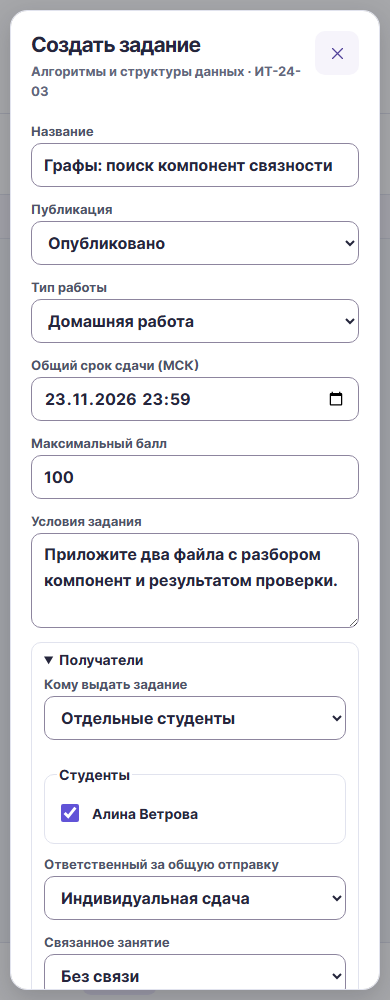 Создать задание
Алгоритмы и структуры данных · ИТ-24-
03
Название
Графы: поиск компонент связности
Публикация
Опубликовано
Тип работы
Домашняя работа
Общий срок сдачи (МСК)
23.11.2026 23:59
Максимальный балл
100
Условия задания
Приложите два файла с разбором
компонент и результатом проверки.
▼ Получатели
Кому выдать задание
Отдельные студенты
Студенты
Алина Ветрова
Ответственный за общую отправку
Индивидуальная сдача
Связанное занятие
Без связи